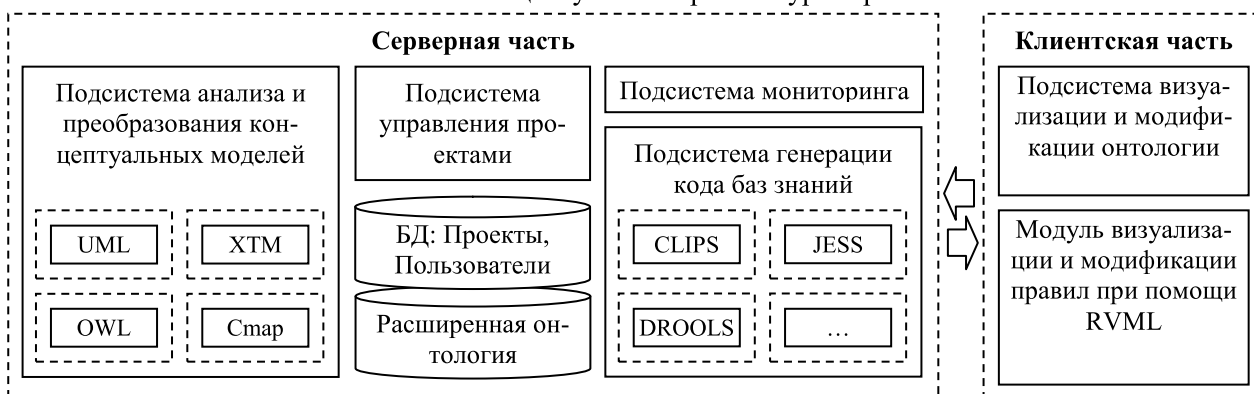 Серверная часть
Подсистема анализа и
преобразования кон-
цептуальных моделей
UML
XTM
OWL
Cmap
Подсистема
управления про-
ектами
БД: Проекты,
Пользователи
Расширенная он-
тология
Подсистема мониторинга
Подсистема генерации
кода баз знаний
CLIPS
JESS
DROOLS
…
Клиентская часть
Подсистема визуа-
лизации и модифи-
кации онтологии
Модуль визуализа-
ции и модификации
правил при помощи
RVML